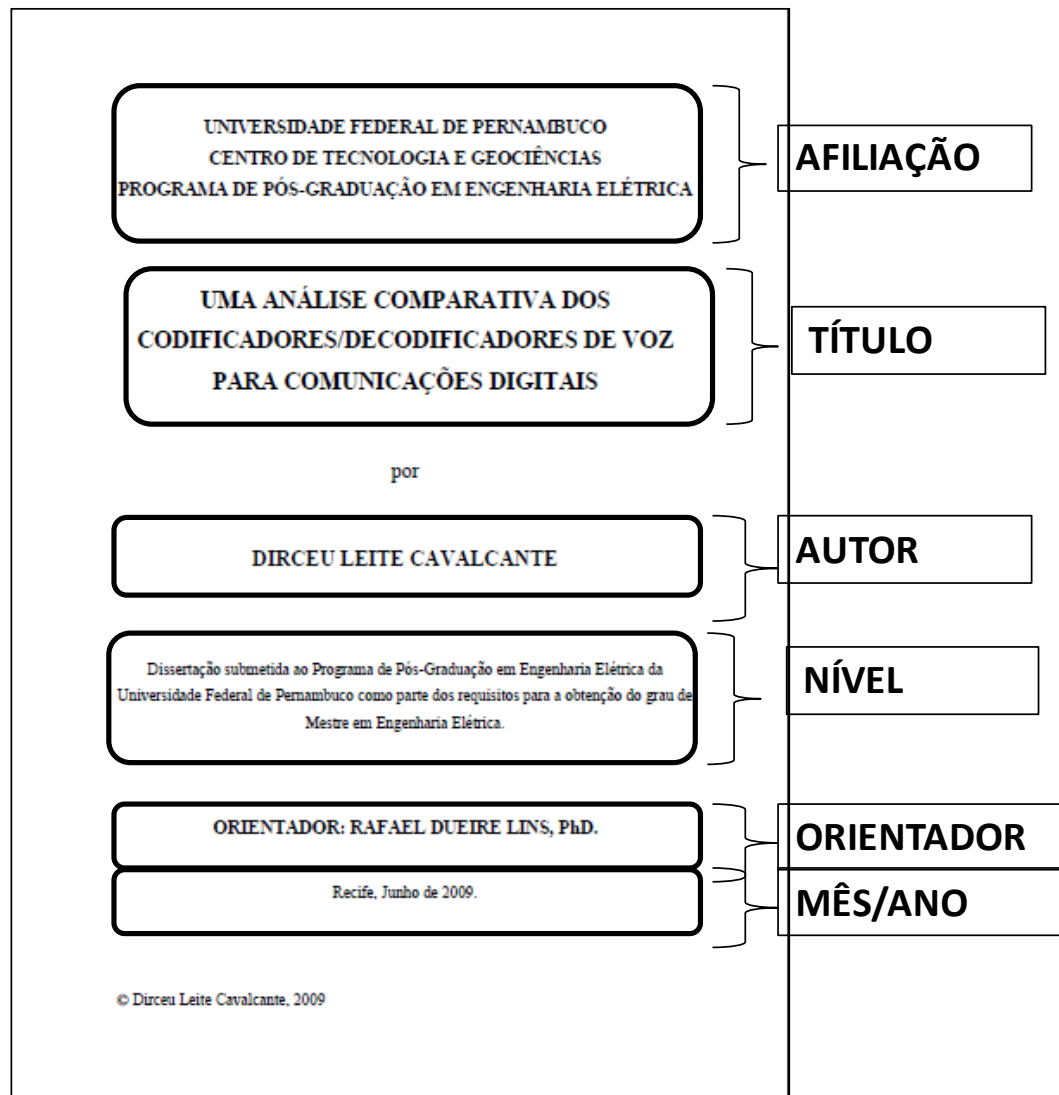 UNIVERSIDADE FEDERAL DE PERNAMBUCO
CENTRO DE TECNOLOGIA E GEOCIÊNCIAS
PROGRAMA DE PÓS-GRADUAÇÃO EM ENGENHARIA ELÉTRICA
AFILIAÇÃO
UMA ANÁLISE COMPARATIVA DOS
CODIFICADORES/DECODIFICADORES DE VOZ
PARA COMUNICAÇÕES DIGITAIS
TÍTULO
por
DIRCEU LEITE CAVALCANTE
AUTOR
Dissertação submetida ao Programa de Pós-Graduação em Engenharia Elétrica da
Universidade Federal de Pernambuco como parte dos requisitos para a obtenção do grau de
Mestre em Engenharia Elétrica.
NÍVEL
ORIENTADOR: RAFAEL DUEIRE LINS, PhD.
ORIENTADOR
Recife, Junho de 2009.
MÊS/ANO
© Dirceu Leite Cavalcante, 2009